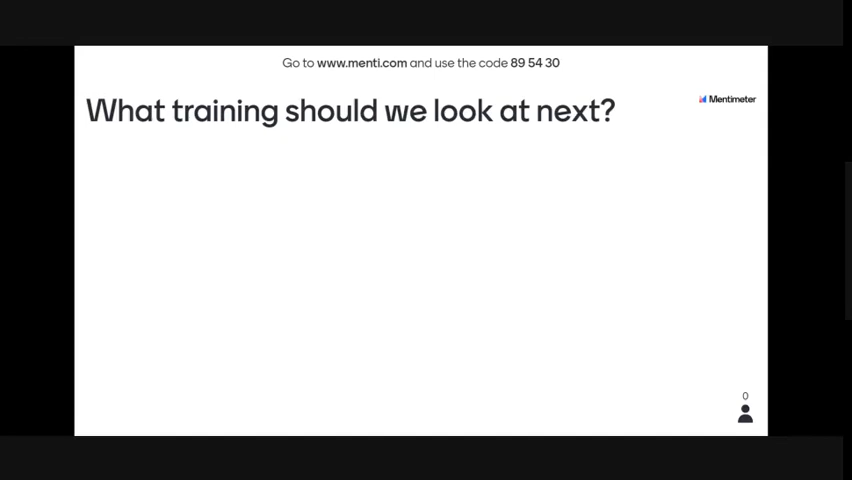 Go to www.menti.com and use the code 89 54 30
What training should we look at next?
Mentimeter
0